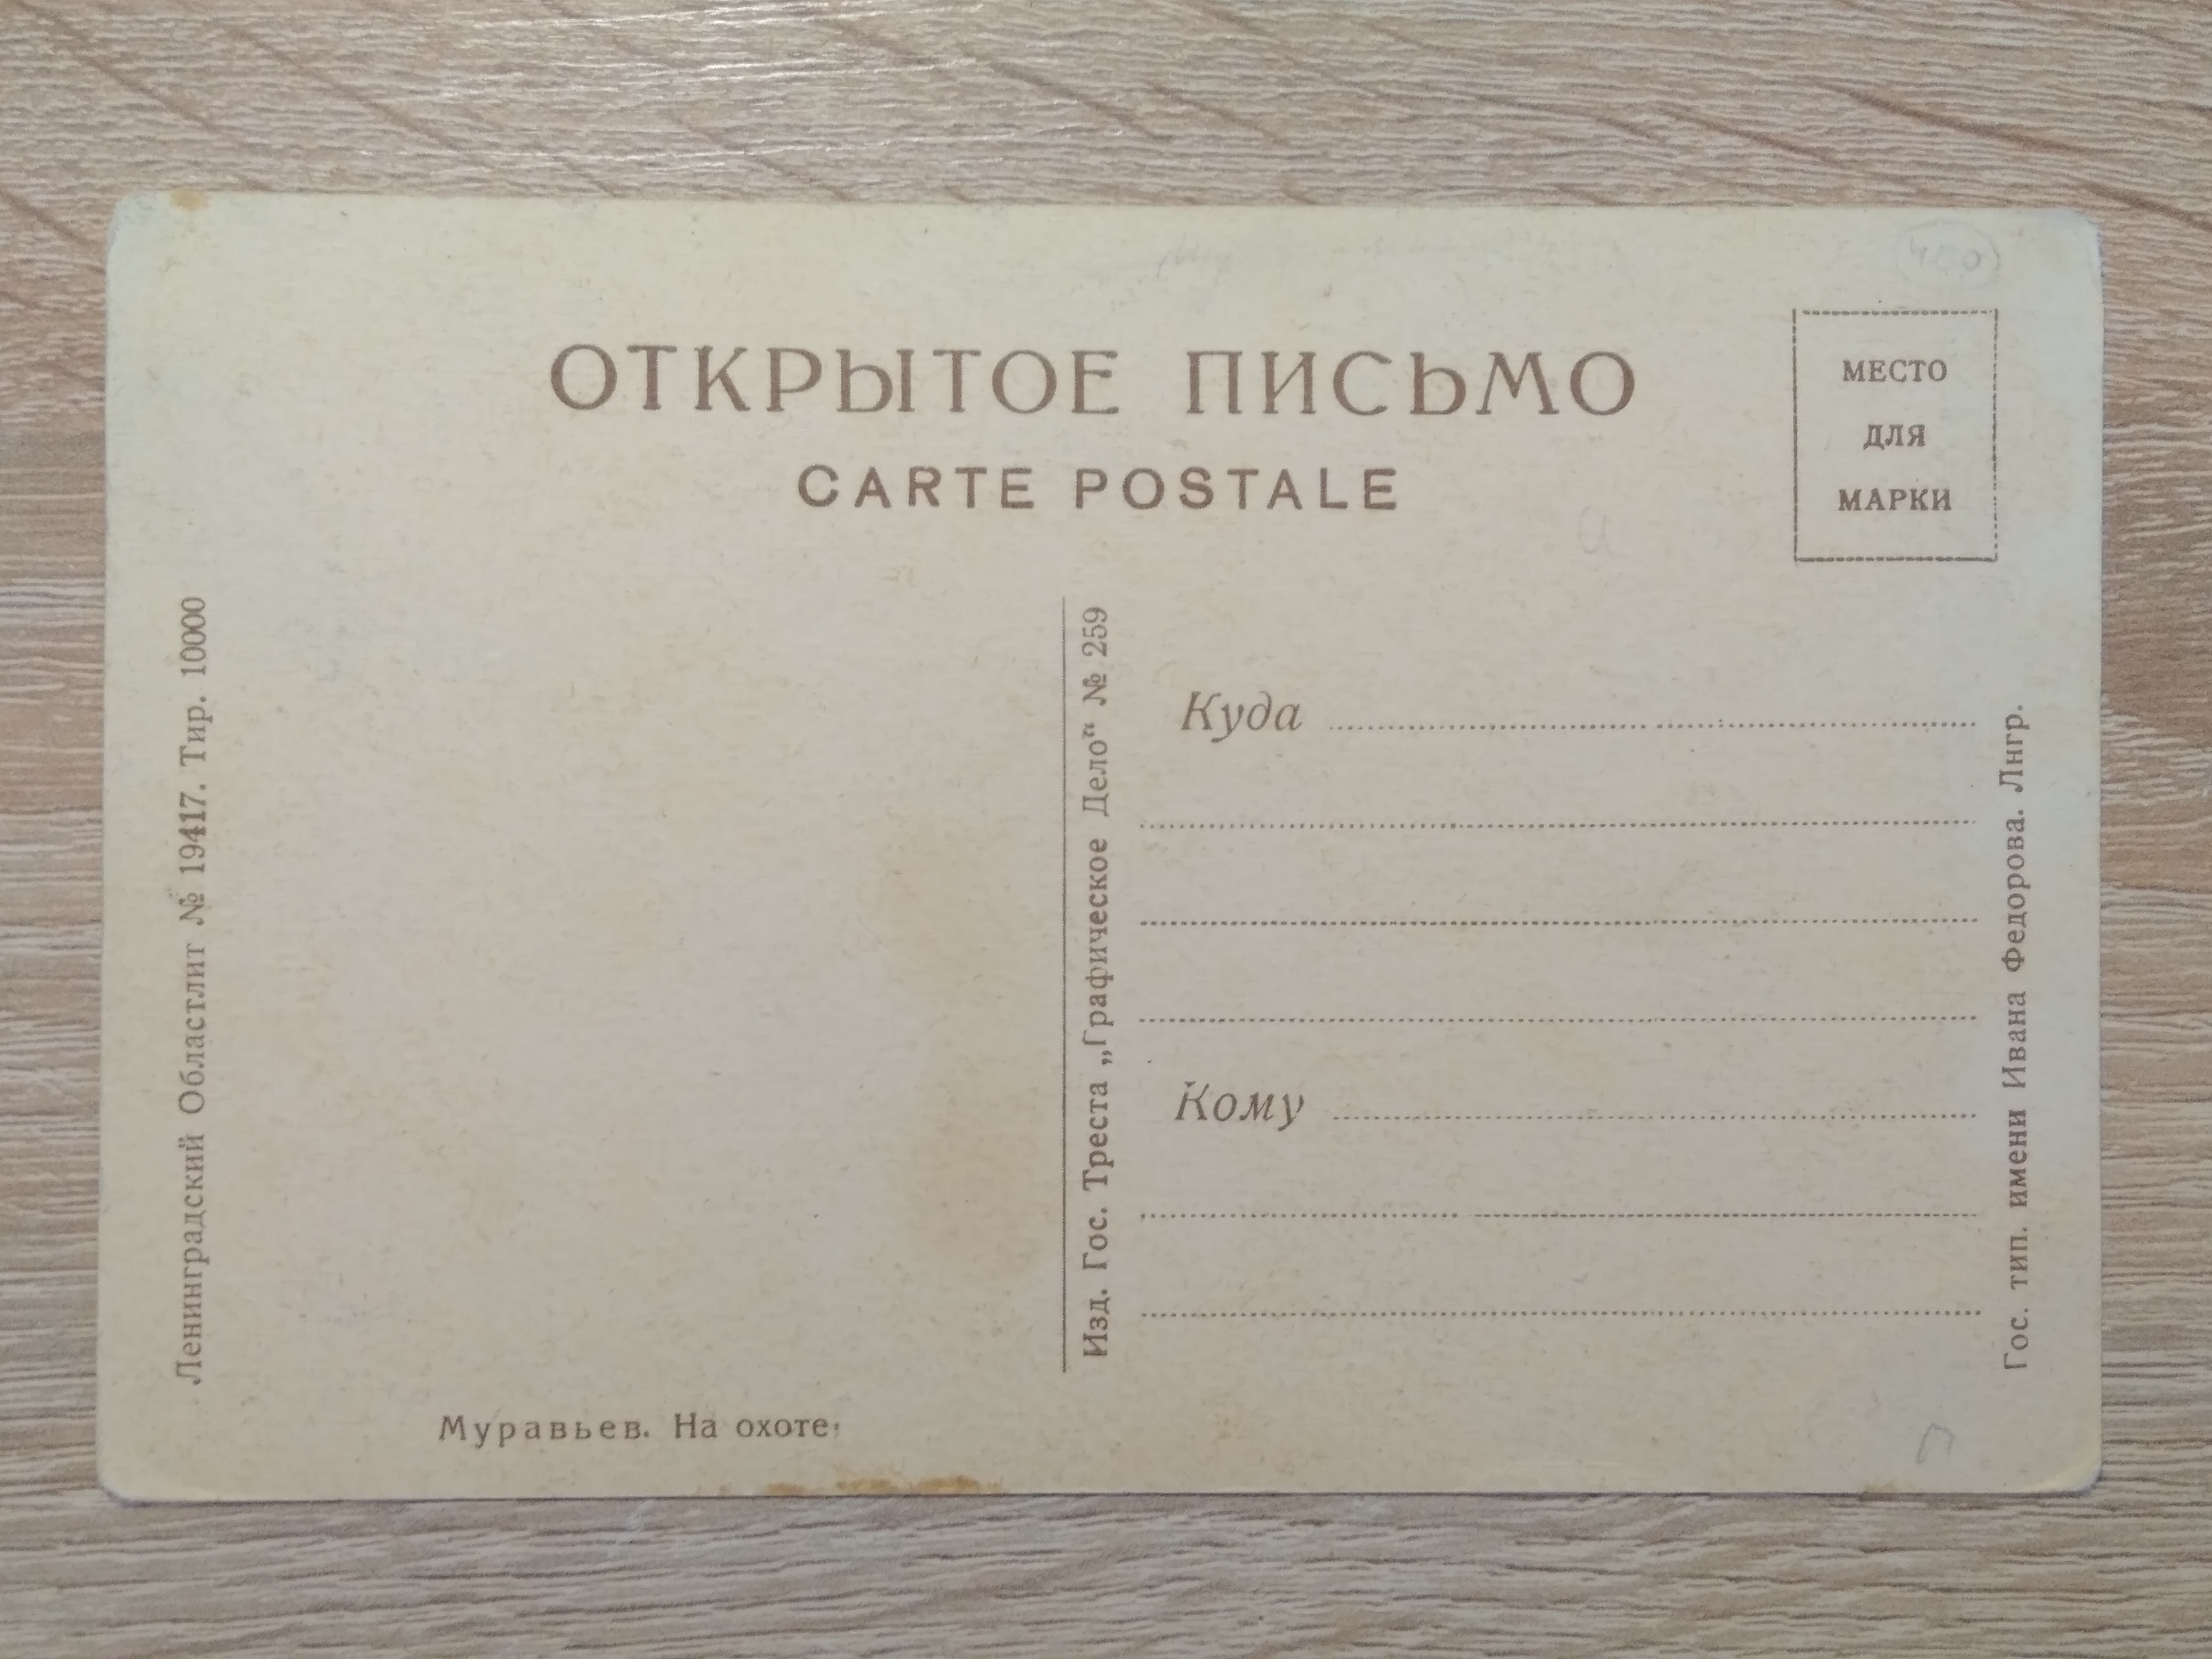 ОТКРЫТОЕ ПИСЬМО
CARTE POSTALE
МЕСТО
ДЛЯ
МАРКИ
Ленинградский Областлит № 19417. Тир. 10000
Муравьев. На охоте.
Изд. Гос. Треста „Графическое Дело“ № 259
Куда
Кому
Гос. тип. имени Ивана Федорова. Лнгр.